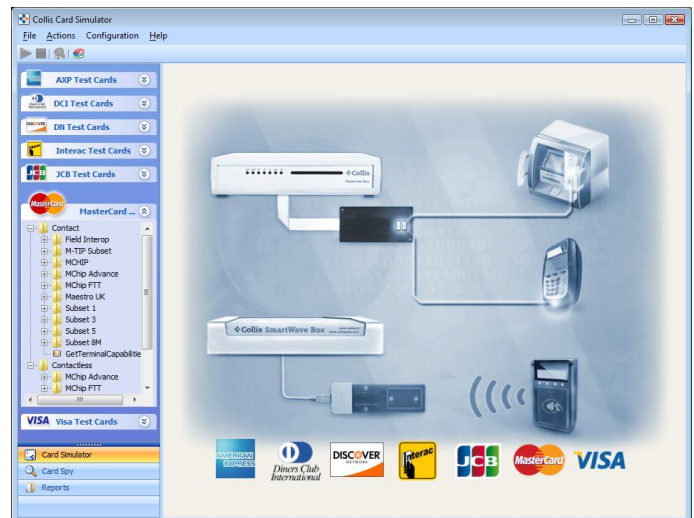 Collis Card Simulator
File Actions Configuration Help
AXP Test Cards
DCI Test Cards
DN Test Cards
Interac Test Cards
JCB Test Cards
MasterCard ...
Contact
Field Interop
M-TIP Subset
MCHIP
MChip Advance
MChip FTT
Maestro UK
Subset 1
Subset 3
Subset 5
Subset 8M
GetTerminalCapabilitie
Contactless
MChip Advance
MChip FTT
VISA Visa Test Cards
Card Simulator
Card Spy
Reports
Collis
Collis SmartWave Box
AMERICAN EXPRESS
Diners Club International
DISCOVER NETWORK
Interac
JCB
MasterCard
VISA